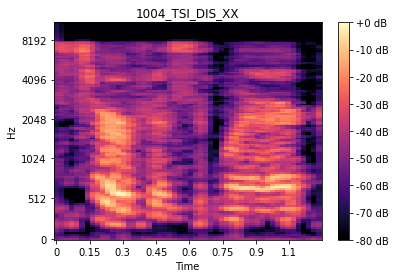 1004_TSI_DIS_XX
+0 dB
8192
-10 dB
4096
-20 dB
-30 dB
2048
Hz
-40 dB
1024
-50 dB
512
-60 dB
-70 dB
0
-80 dB
0 0.15 0.3 0.45 0.6 0.75 0.9 1.1
Time